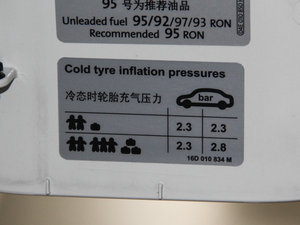 95 号为推荐油品
Unleaded fuel 95/92/97/93 RON
Recommended 95 RON
Cold tyre inflation pressures
冷态时轮胎充气压力
bar
2.3 2.3
2.3 2.8
16D 010 834 M